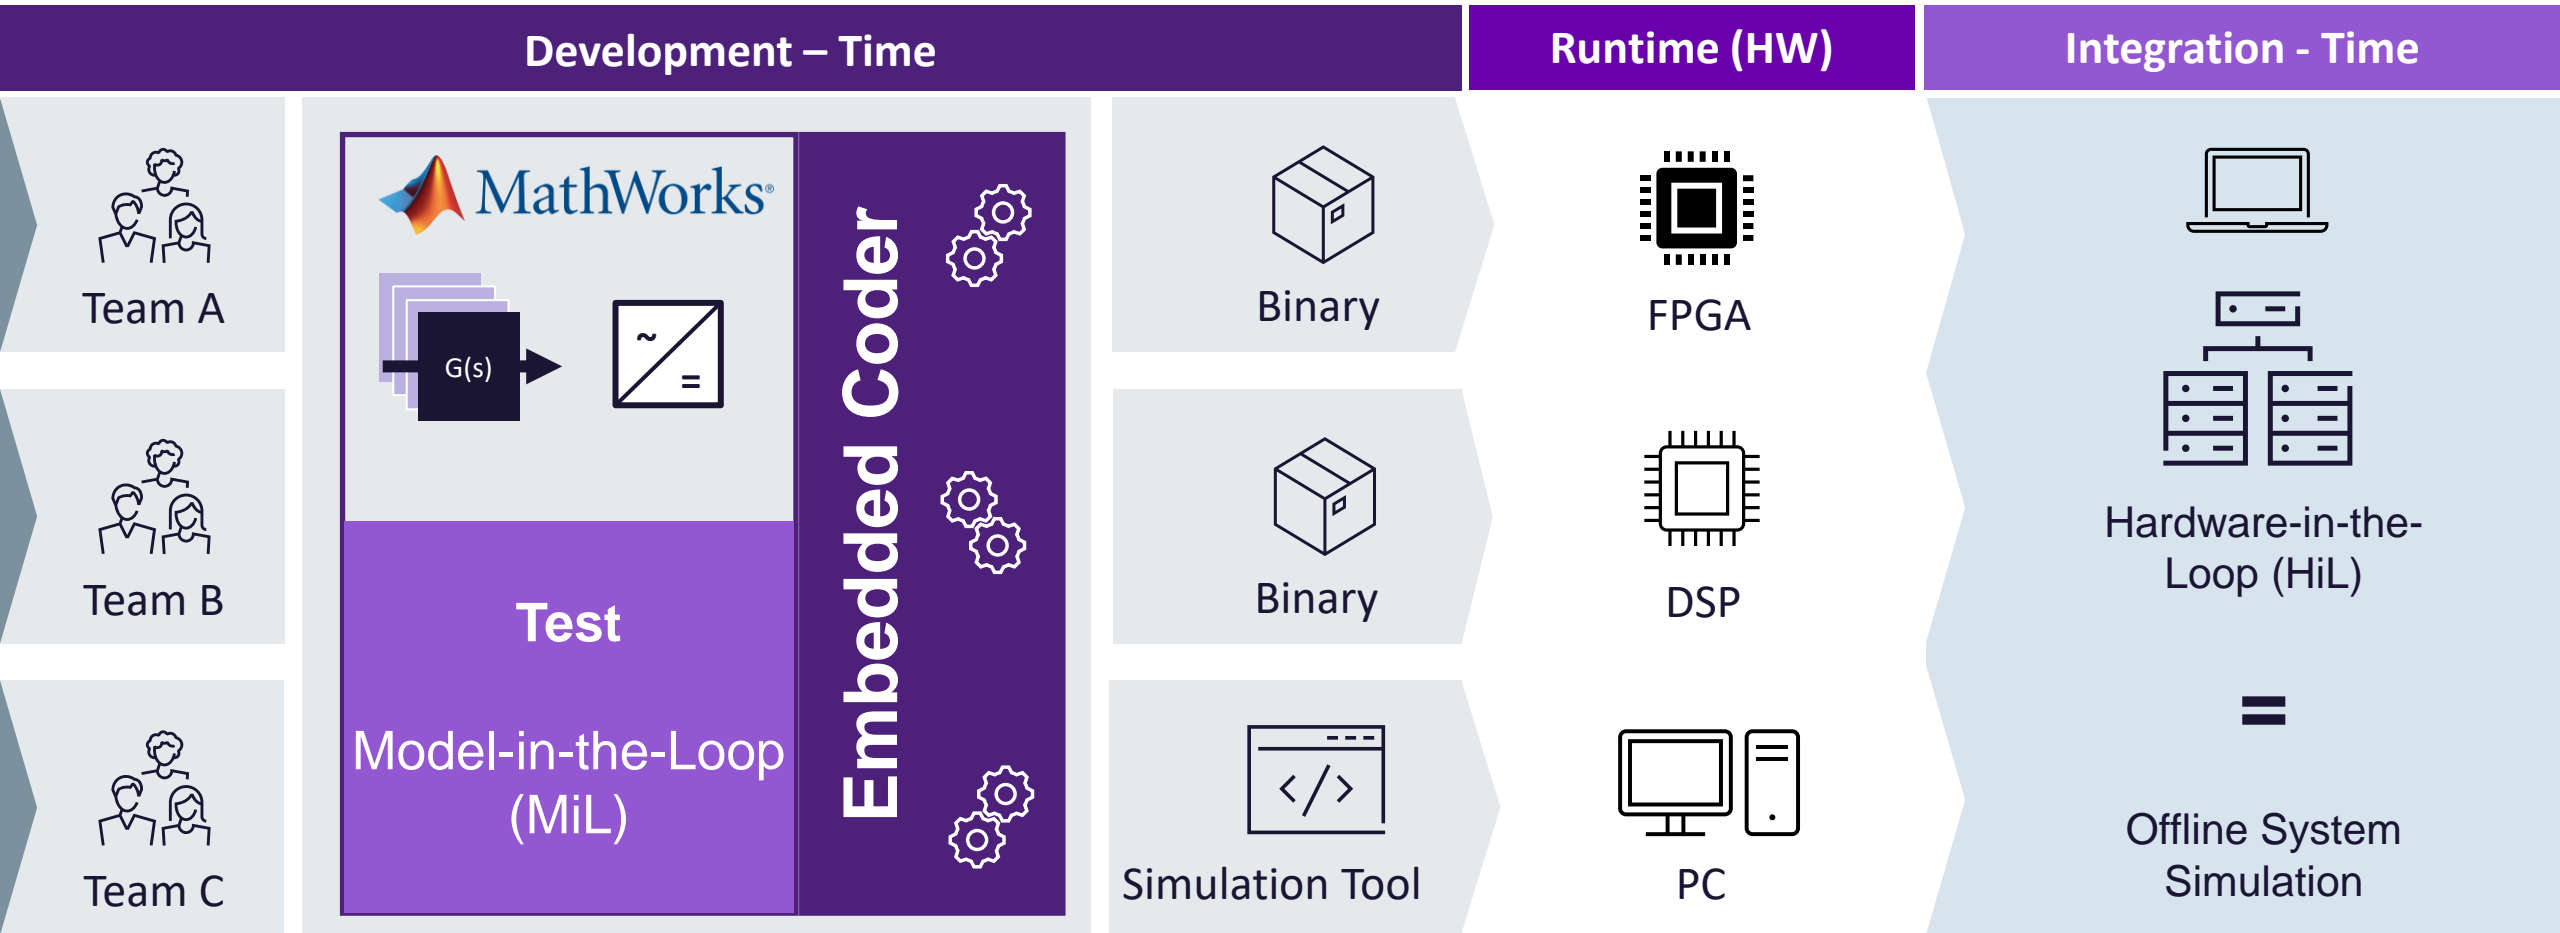 Development – Time
Runtime (HW)
Integration - Time
Team A
Team B
Team C
MathWorks®
G(s)
~
=
Test
Model-in-the-Loop
(MiL)
Embedded Coder
Binary
Binary
</>
Simulation Tool
FPGA
DSP
PC
Hardware-in-the-
Loop (HiL)
=
Offline System
Simulation